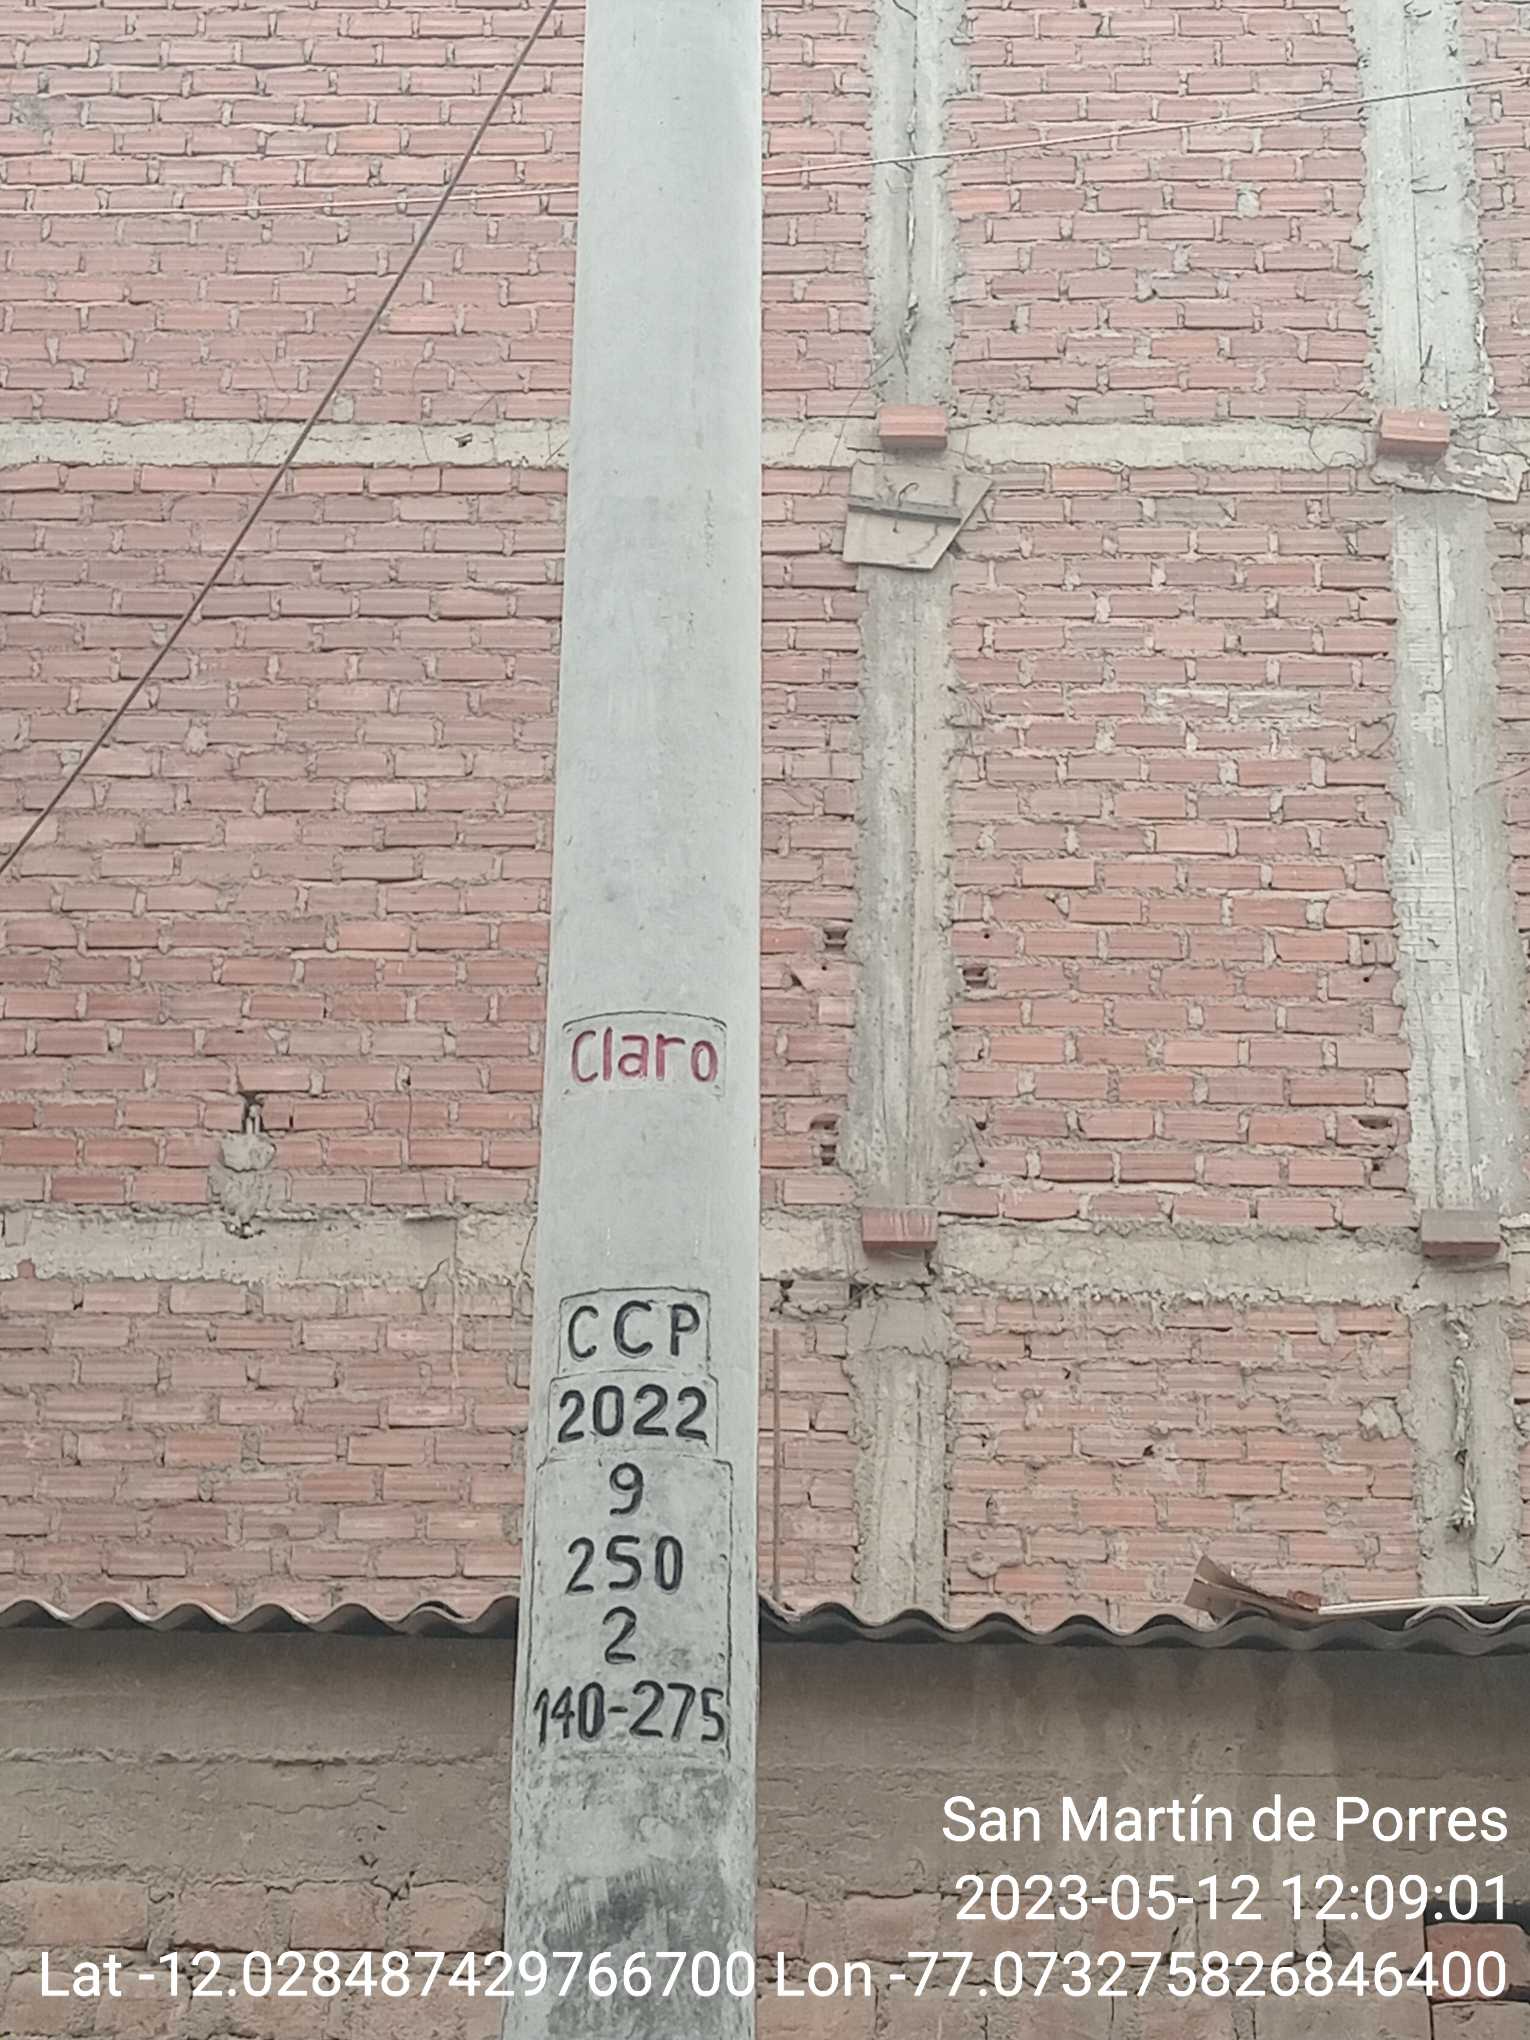 Claro
CCP
2022
9
250
2
140-275
San Martín de Porres
2023-05-12 12:09:01
Lat -12.028487429766700 Lon -77.073275826846400